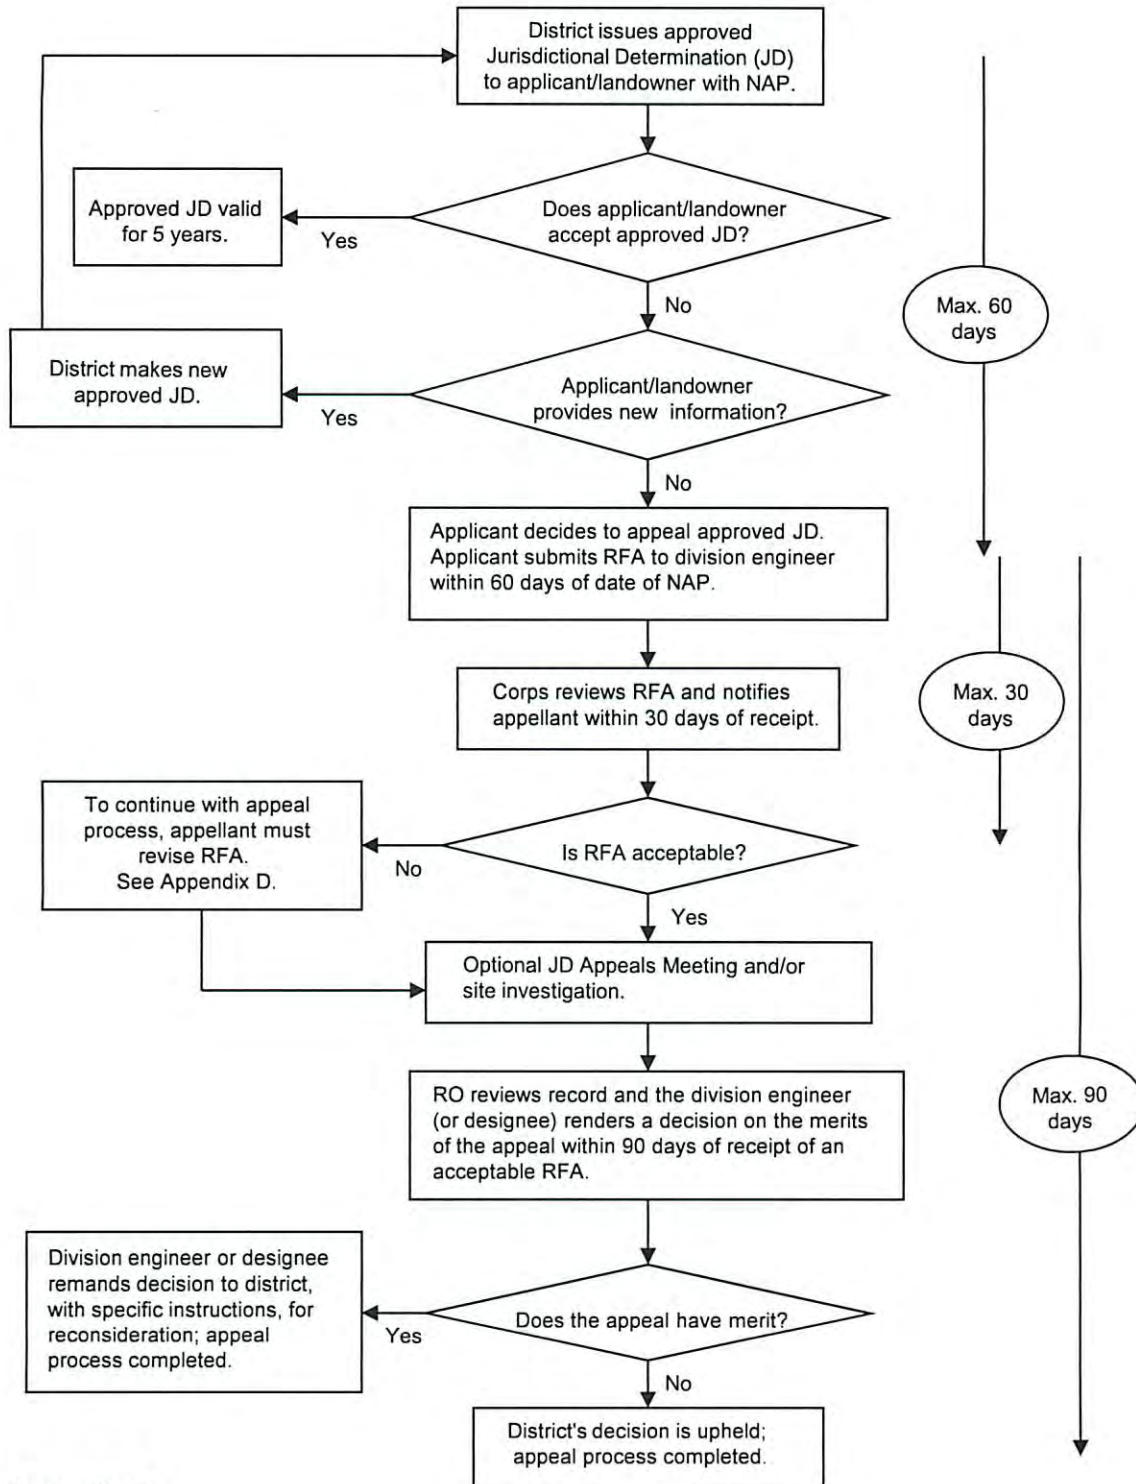 District issues approved
Jurisdictional Determination (JD)
to applicant/landowner with NAP.
Approved JD valid
for 5 years.
Yes
Does applicant/landowner
accept approved JD?
No
Max. 60
days
District makes new
approved JD.
Yes
Applicant/landowner
provides new information?
No
Applicant decides to appeal approved JD.
Applicant submits RFA to division engineer
within 60 days of date of NAP.
Corps reviews RFA and notifies
appellant within 30 days of receipt.
Max. 30
days
To continue with appeal
process, appellant must
revise RFA.
See Appendix D.
No
Is RFA acceptable?
Yes
Optional JD Appeals Meeting and/or
site investigation.
RO reviews record and the division engineer
(or designee) renders a decision on the merits
of the appeal within 90 days of receipt of an
acceptable RFA.
Max. 90
days
Division engineer or designee
remands decision to district,
with specific instructions, for
reconsideration; appeal
process completed.
Yes
Does the appeal have merit?
No
District's decision is upheld;
appeal process completed.